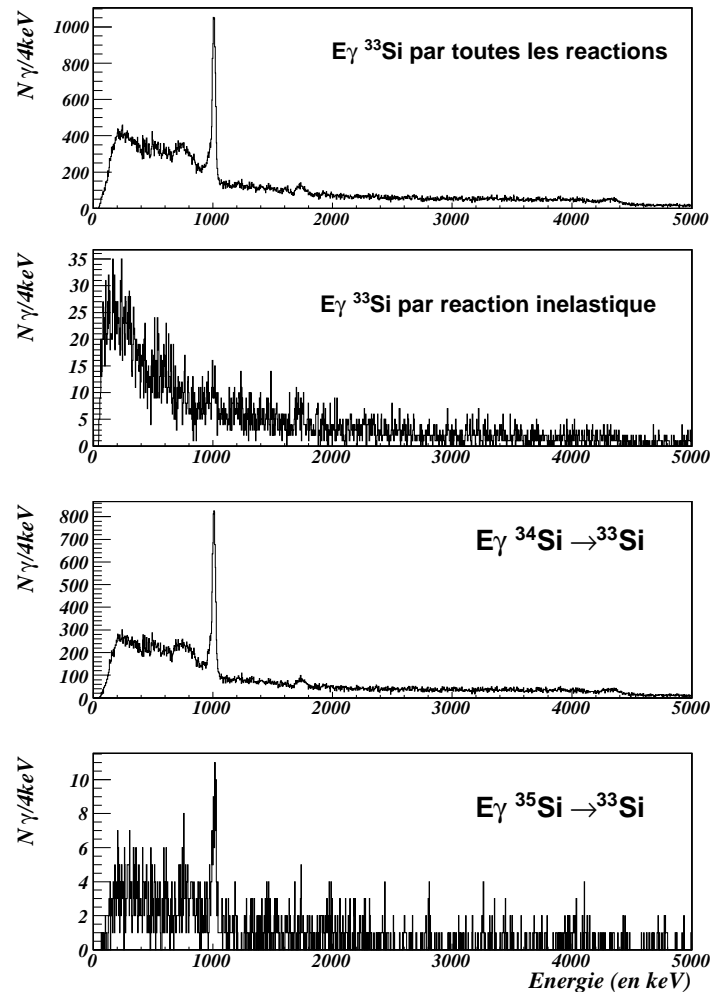 Nγ/4keV
1000
800
600
400
200
0
Eγ ³³Si par toutes les reactions
0 1000 2000 3000 4000 5000
Nγ/4keV
35
30
25
20
15
10
5
0
Eγ ³³Si par reaction inelastique
0 1000 2000 3000 4000 5000
Nγ/4keV
800
700
600
500
400
300
200
100
0
Eγ ³⁴Si →³³Si
0 1000 2000 3000 4000 5000
Nγ/4keV
10
8
6
4
2
0
Eγ ³⁵Si →³³Si
0 1000 2000 3000 4000 5000
Energie (en keV)